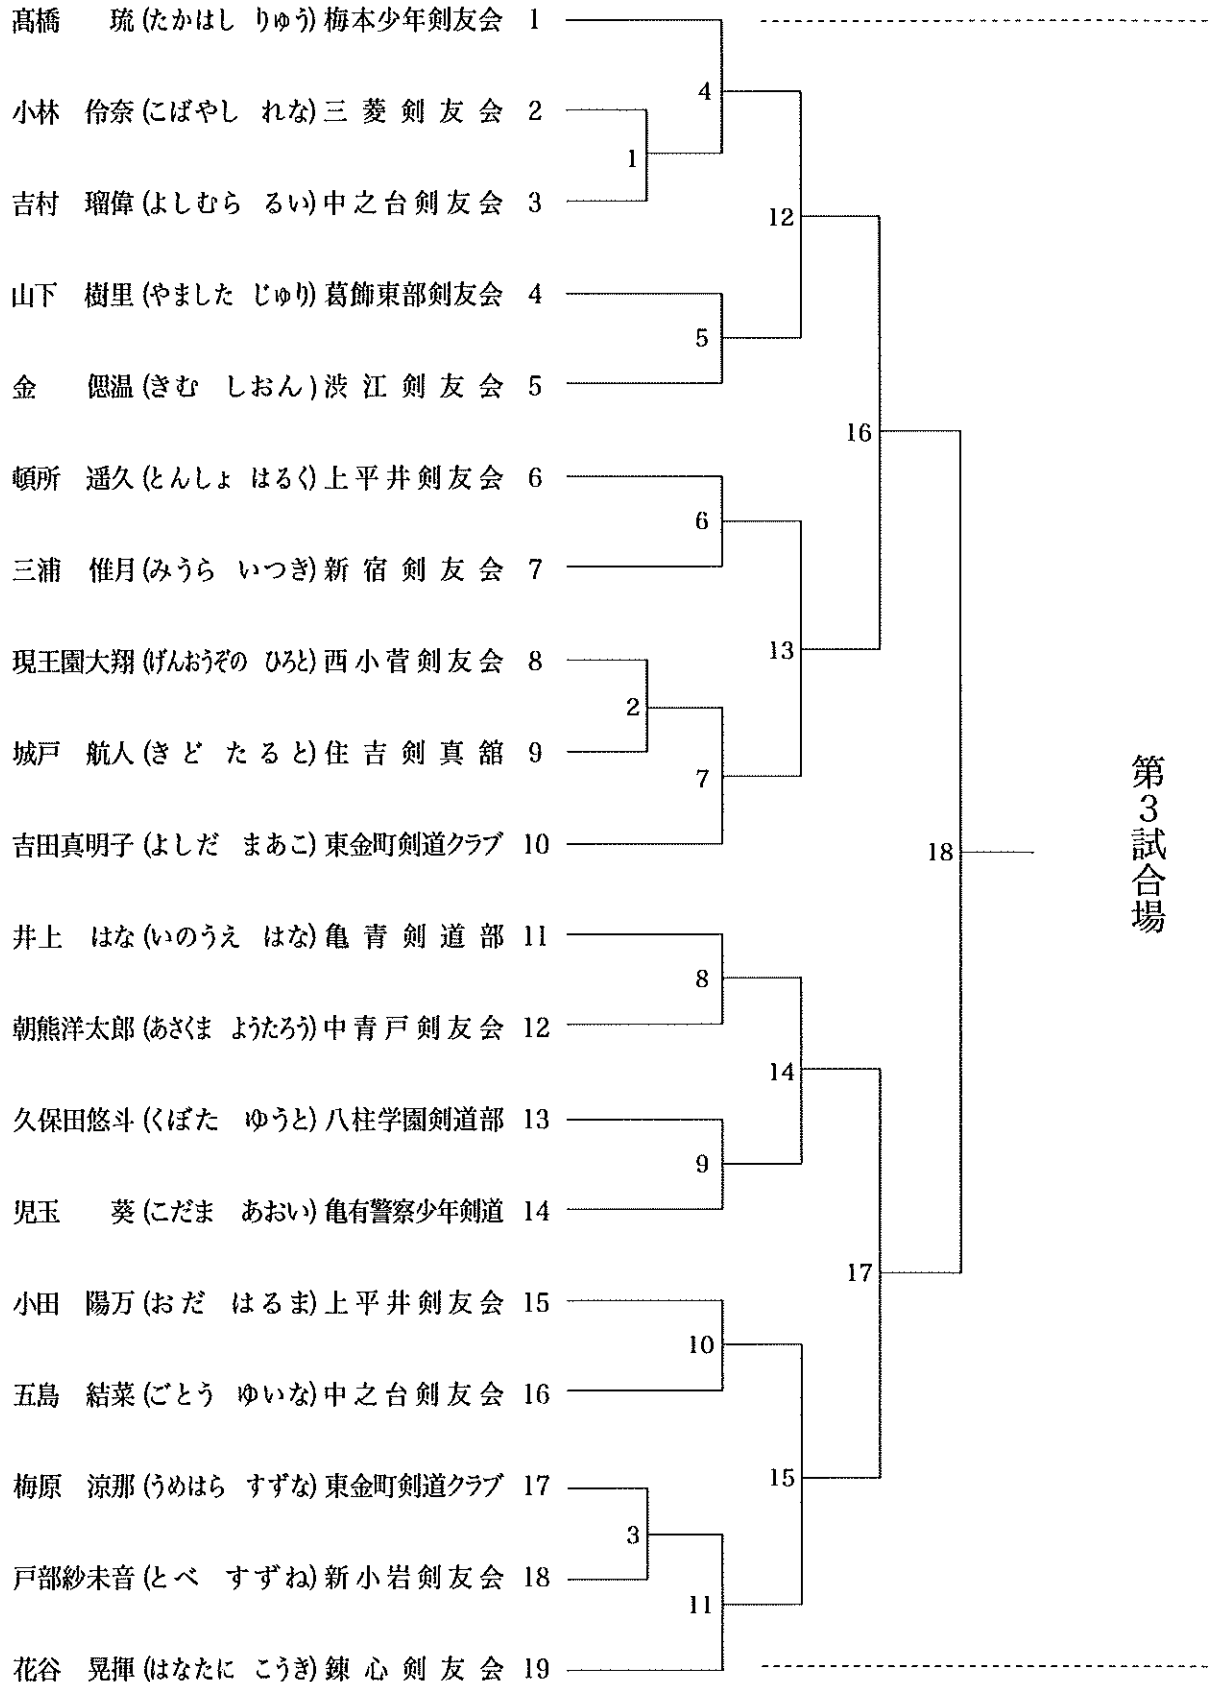 髙橋　琉(たかはし りゅう)梅本少年剣友会 1
小林 伶奈(こばやし れな)三菱剣友会 2
吉村 瑠偉(よしむら るい)中之台剣友会 3
山下 樹里(やました じゅり)葛飾東部剣友会 4
金　偲温(きむ しおん)渋江剣友会 5
頓所 遥久(とんしょ はるく)上平井剣友会 6
三浦 惟月(みうら いつき)新宿剣友会 7
現王園大翔(げんおうぞの ひろと)西小菅剣友会 8
城戸 航人(きど たると)住吉剣真舘 9
吉田真明子(よしだ まあこ)東金町剣道クラブ 10
井上 はな(いのうえ はな)亀青剣道部 11
朝熊洋太郎(あさくま ようたろう)中青戸剣友会 12
久保田悠斗(くぼた ゆうと)八柱学園剣道部 13
児玉　葵(こだま あおい)亀有警察少年剣道 14
小田 陽万(おだ はるま)上平井剣友会 15
五島 結菜(ごとう ゆいな)中之台剣友会 16
梅原 涼那(うめはら すずな)東金町剣道クラブ 17
戸部紗未音(とべ すずね)新小岩剣友会 18
花谷 晃揮(はなたに こうき)錬心剣友会 19
1
2
3
4
5
6
7
8
9
10
11
12
13
14
15
16
17
18
第3試合場